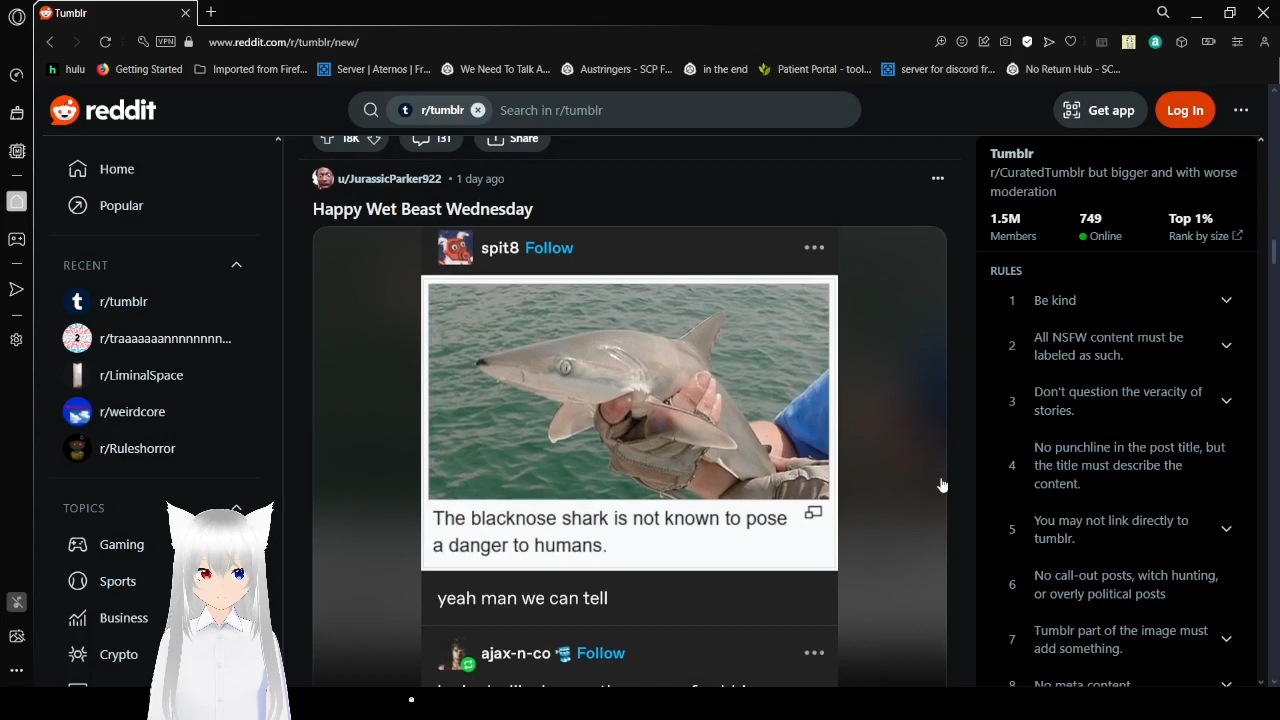 Tumblr
www.reddit.com/r/tumblr/new/
VPN
hulu
Getting Started
Imported from Firef...
Server | Aternos | Fr...
We Need To Talk A...
Austringers - SCP F...
in the end
Patient Portal - tool...
server for discord fr...
No Return Hub - SC...
reddit
r/tumblr
Search in r/tumblr
Get app
Log In
Home
Popular
RECENT
r/tumblr
r/traaaaaaannnnnnnn...
r/LiminalSpace
r/weirdcore
r/Ruleshorror
TOPICS
Gaming
Sports
Business
Crypto
18K
131
Share
u/JurassicParker922 • 1 day ago
Happy Wet Beast Wednesday
spit8 Follow
The blacknose shark is not known to pose
a danger to humans.
yeah man we can tell
ajax-n-co Follow
Tumblr
r/CuratedTumblr but bigger and with worse
moderation
1.5M
Members
749
Online
Top 1%
Rank by size
RULES
1 Be kind
2 All NSFW content must be
labeled as such.
3 Don't question the veracity of
stories.
4 No punchline in the post title, but
the title must describe the
content.
5 You may not link directly to
tumblr.
6 No call-out posts, witch hunting,
or overly political posts
7 Tumblr part of the image must
add something.
8 No meta content